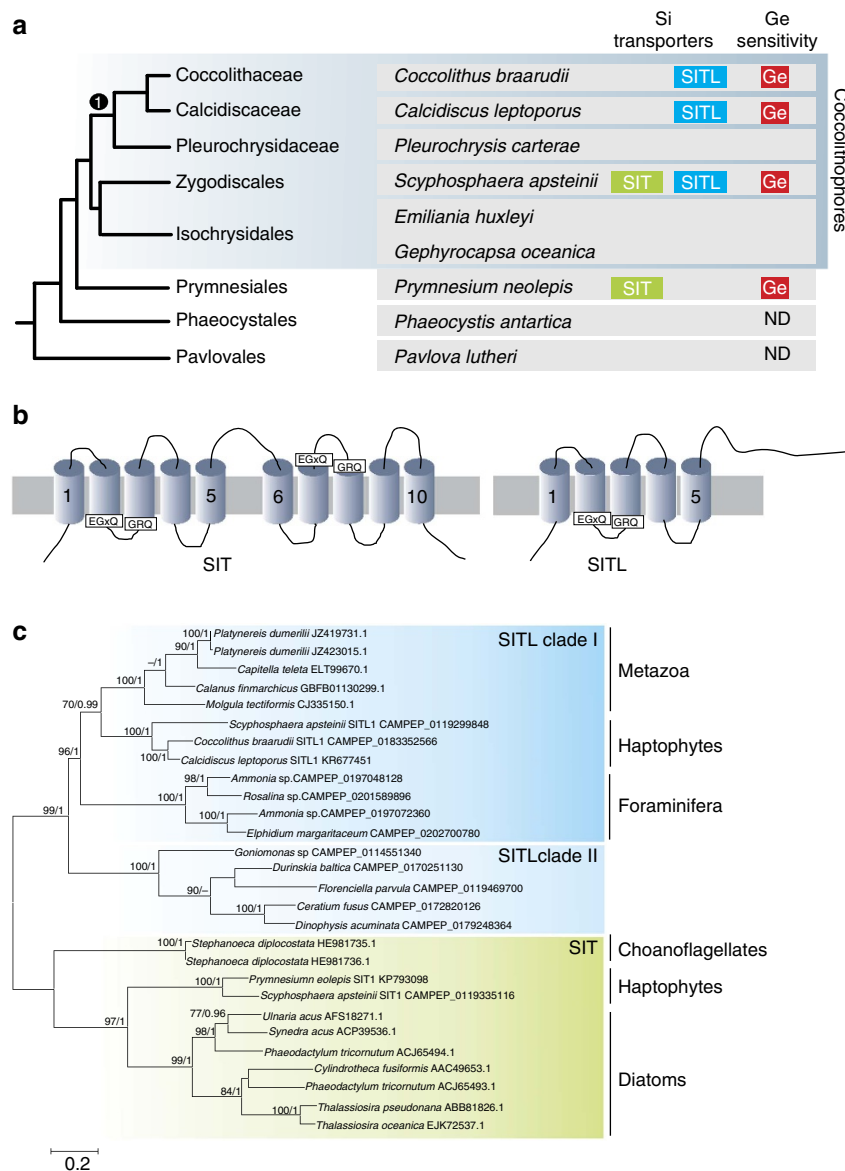 a
Si transporters
Ge sensitivity
Coccolithaceae
Coccolithus braarudii
SITL
Ge
Calcidiscaceae
Calcidiscus leptoporus
SITL
Ge
1
Pleurochrysidaceae
Pleurochrysis carterae
Zygodiscales
Scyphosphaera apsteinii
SIT
SITL
Ge
Isochrysidales
Emiliania huxleyi
Gephyrocapsa oceanica
Coccolithophores
Prymnesiales
Prymnesium neolepis
SIT
Ge
Phaeocystales
Phaeocystis antartica
ND
Pavlovales
Pavlova lutheri
ND
b
1
EGxQ
GRQ
5
6
EGxQ
GRQ
10
SIT
1
EGxQ
GRQ
5
SITL
c
SITL clade I
100/1
Platynereis dumerilii JZ419731.1
90/1
Platynereis dumerilii JZ423015.1
–/1
Capitella teleta ELT99670.1
100/1
Calanus finmarchicus GBFB01130299.1
Molgula tectiformis CJ335150.1
Metazoa
70/0.99
Scyphosphaera apsteinii SITL1 CAMPEP_0119299848
100/1
Coccolithus braarudii SITL1 CAMPEP_0183352566
100/1
Calcidiscus leptoporus SITL1 KR677451
Haptophytes
96/1
98/1
Ammonia sp.CAMPEP_0197048128
Rosalina sp.CAMPEP_0201589896
100/1
100/1
Ammonia sp.CAMPEP_0197072360
Elphidium margaritaceum CAMPEP_0202700780
Foraminifera
99/1
SITLclade II
100/1
Goniomonas sp CAMPEP_0114551340
Durinskia baltica CAMPEP_0170251130
90/–
Florenciella parvula CAMPEP_0119469700
100/1
Ceratium fusus CAMPEP_0172820126
Dinophysis acuminata CAMPEP_0179248364
SIT
100/1
Stephanoeca diplocostata HE981735.1
Stephanoeca diplocostata HE981736.1
Choanoflagellates
100/1
Prymnesiumn eolepis SIT1 KP793098
Scyphosphaera apsteinii SIT1 CAMPEP_0119335116
Haptophytes
97/1
77/0.96
Ulnaria acus AFS18271.1
98/1
Synedra acus ACP39536.1
Phaeodactylum tricornutum ACJ65494.1
99/1
Cylindrotheca fusiformis AAC49653.1
84/1
Phaeodactylum tricornutum ACJ65493.1
100/1
Thalassiosira pseudonana ABB81826.1
Thalassiosira oceanica EJK72537.1
Diatoms
0.2